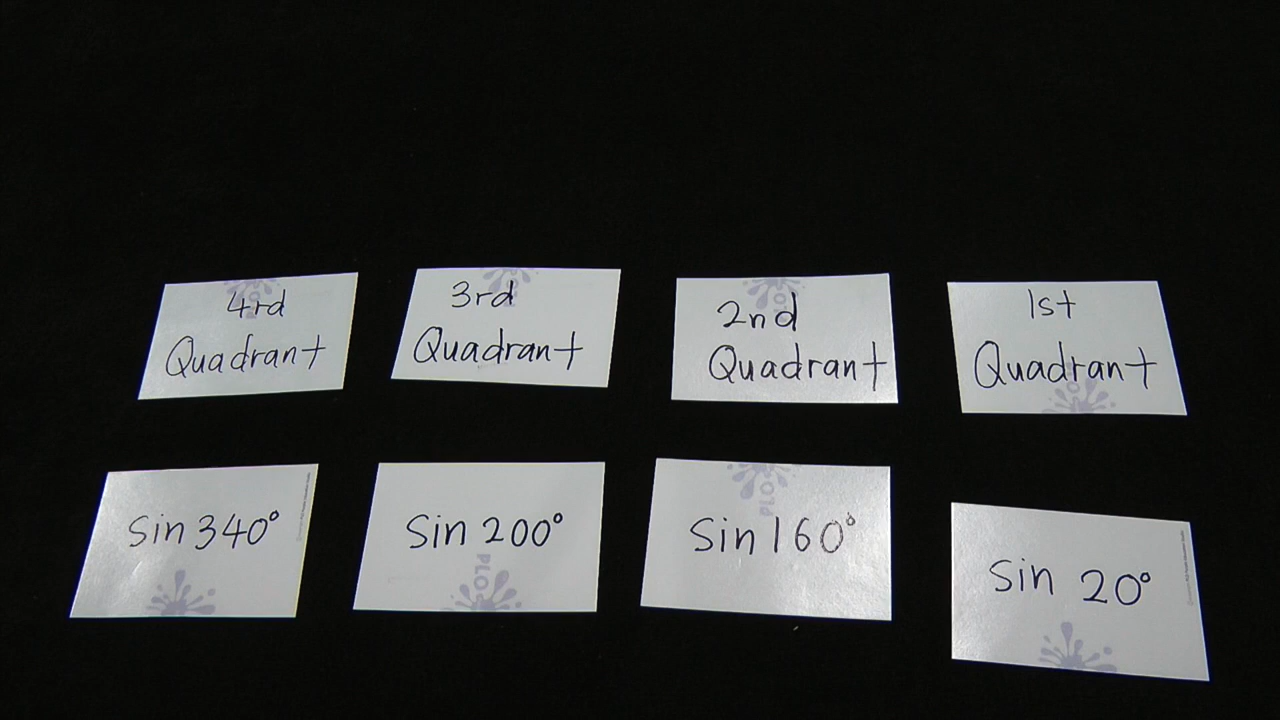 4rd
Quadrant
3rd
Quadrant
2nd
Quadrant
1st
Quadrant
Sin 340°
Sin 200°
Sin 160°
Sin 20°